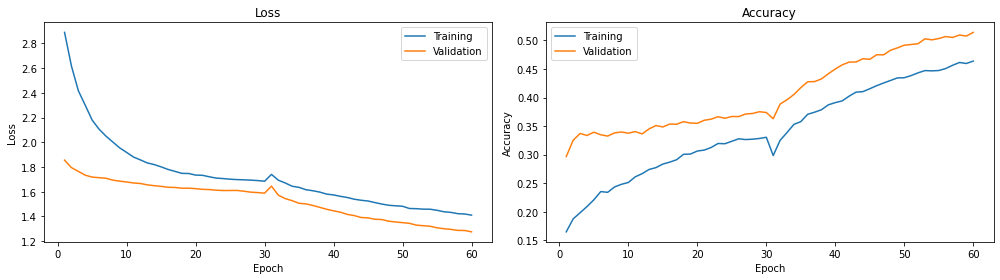 Loss
Training
Validation
2.8
2.6
2.4
2.2
2.0
1.8
1.6
1.4
1.2
Loss
0 10 20 30 40 50 60
Epoch
Accuracy
Training
Validation
0.50
0.45
0.40
0.35
0.30
0.25
0.20
0.15
Accuracy
0 10 20 30 40 50 60
Epoch